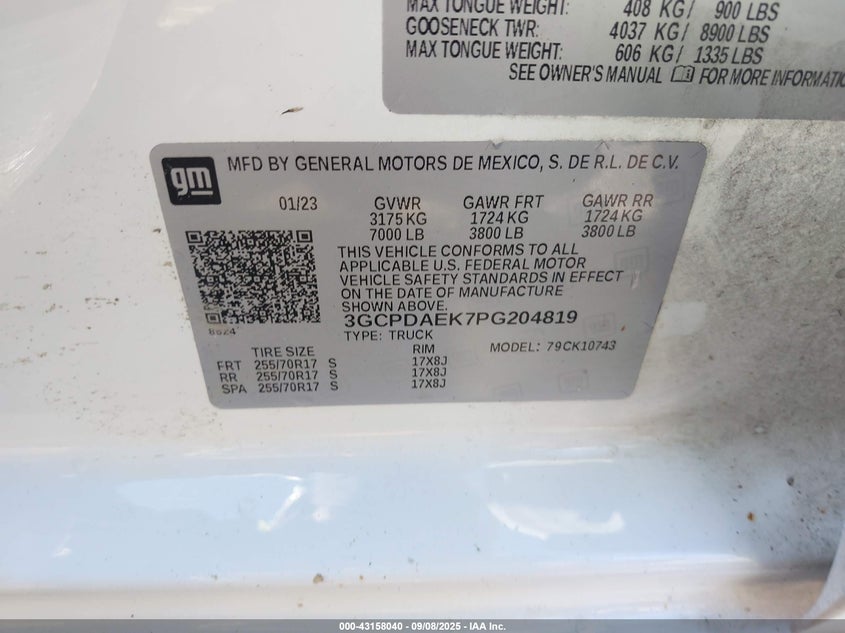 MAX TONGUE WEIGHT: 408 KG/ 900 LBS
GOOSENECK TWR: 4037 KG/ 8900 LBS
MAX TONGUE WEIGHT: 606 KG/ 1335 LBS
SEE OWNER'S MANUAL FOR MORE INFORMATION
gm MFD BY GENERAL MOTORS DE MEXICO, S. DE R.L. DE C.V.
01/23 GVWR GAWR FRT GAWR RR
3175 KG 1724 KG 1724 KG
7000 LB 3800 LB 3800 LB
THIS VEHICLE CONFORMS TO ALL
APPLICABLE U.S. FEDERAL MOTOR
VEHICLE SAFETY STANDARDS IN EFFECT
ON THE DATE OF MANUFACTURE
SHOWN ABOVE.
8624
3GCPDAEK7PG204819
TYPE: TRUCK MODEL: 79CK10743
TIRE SIZE RIM
FRT 255/70R17 S 17X8J
RR 255/70R17 S 17X8J
SPA 255/70R17 S 17X8J
000-43158040 - 09/08/2025 - IAA Inc.